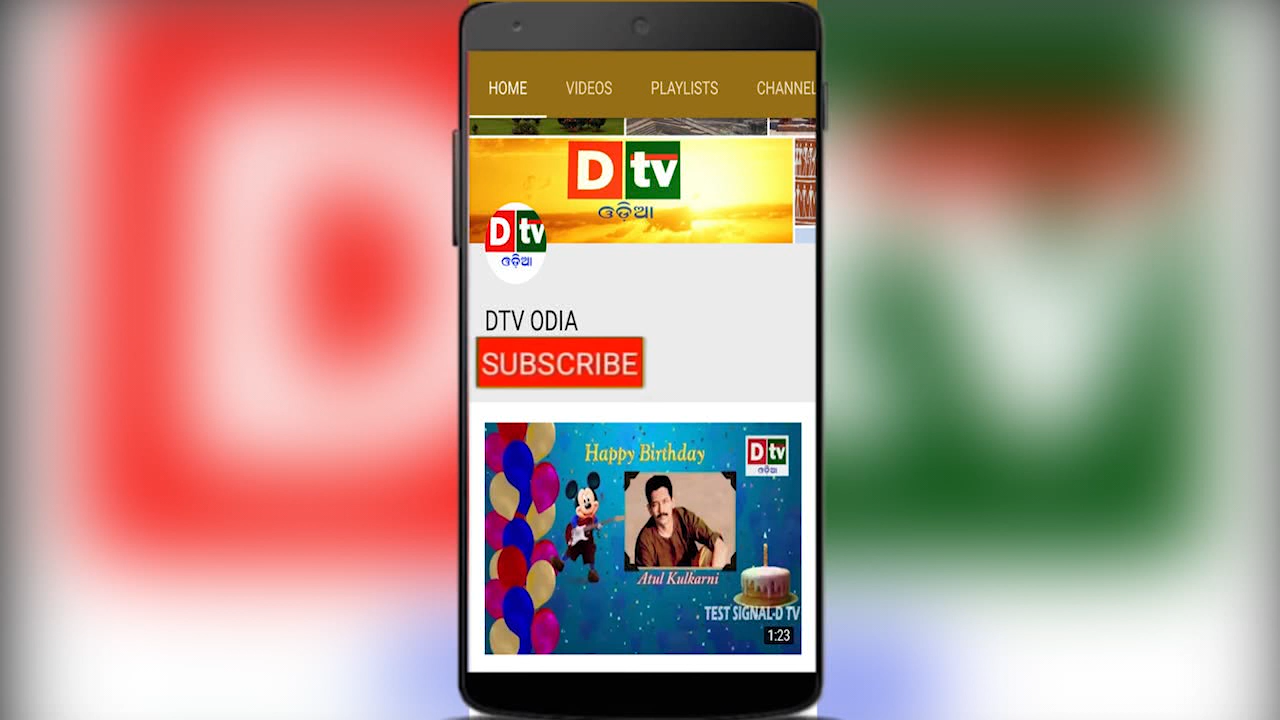 HOME VIDEOS PLAYLISTS CHANNEL
D tv
ଓଡ଼ିଆ
D tv
ଓଡ଼ିଆ
DTV ODIA
SUBSCRIBE
Happy Birthday
D tv
ଓଡ଼ିଆ
Atul Kulkarni
TEST SIGNAL-D TV
1:23